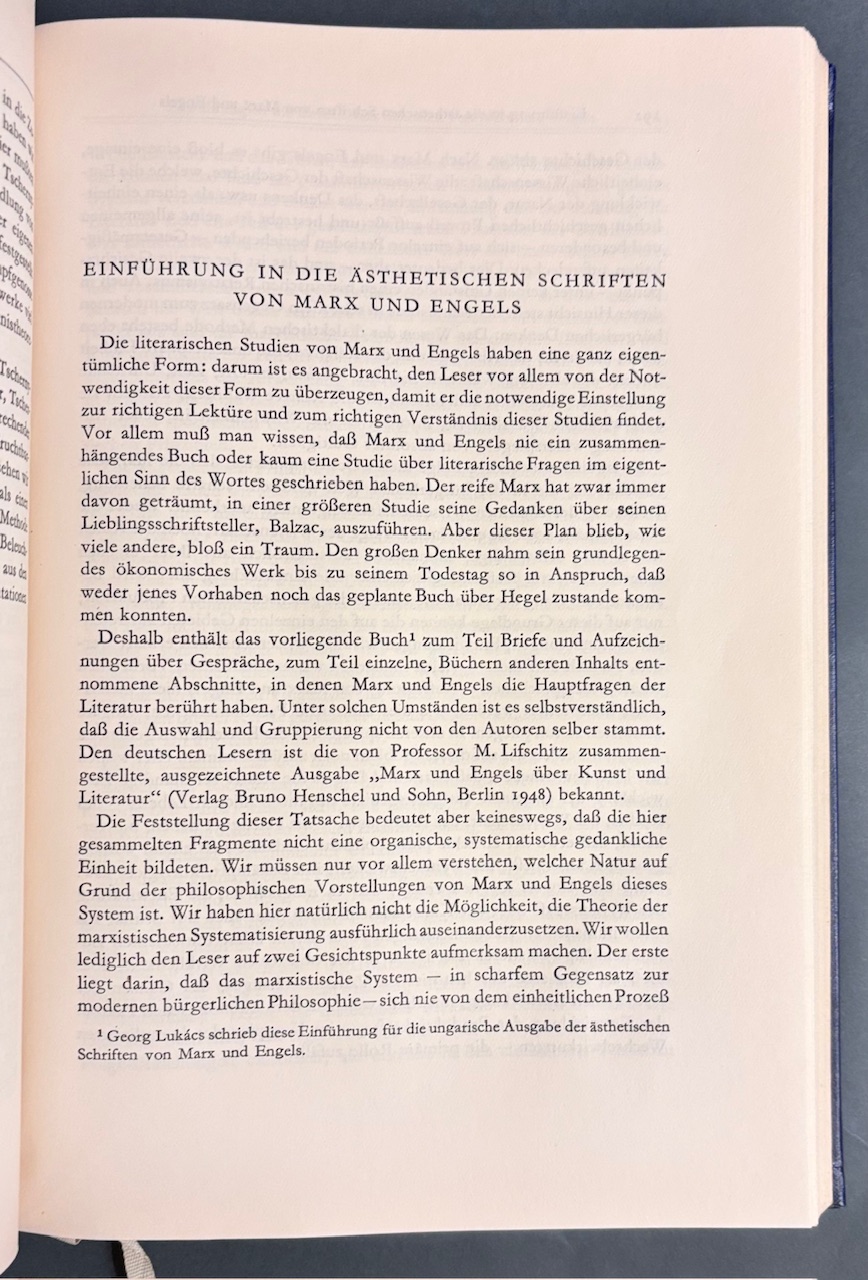 EINFÜHRUNG IN DIE ÄSTHETISCHEN SCHRIFTEN
VON MARX UND ENGELS
Die literarischen Studien von Marx und Engels haben eine ganz eigen-
tümliche Form: darum ist es angebracht, den Leser vor allem von der Not-
wendigkeit dieser Form zu überzeugen, damit er die notwendige Einstellung
zur richtigen Lektüre und zum richtigen Verständnis dieser Studien findet.
Vor allem muß man wissen, daß Marx und Engels nie ein zusammen-
hängendes Buch oder kaum eine Studie über literarische Fragen im eigent-
lichen Sinn des Wortes geschrieben haben. Der reife Marx hat zwar immer
davon geträumt, in einer größeren Studie seine Gedanken über seinen
Lieblingsschriftsteller, Balzac, auszuführen. Aber dieser Plan blieb, wie
viele andere, bloß ein Traum. Den großen Denker nahm sein grundlegen-
des ökonomisches Werk bis zu seinem Todestag so in Anspruch, daß
weder jenes Vorhaben noch das geplante Buch über Hegel zustande kom-
men konnten.
Deshalb enthält das vorliegende Buch¹ zum Teil Briefe und Aufzeich-
nungen über Gespräche, zum Teil einzelne, Büchern anderen Inhalts ent-
nommene Abschnitte, in denen Marx und Engels die Hauptfragen der
Literatur berührt haben. Unter solchen Umständen ist es selbstverständlich,
daß die Auswahl und Gruppierung nicht von den Autoren selber stammt.
Den deutschen Lesern ist die von Professor M. Lifschitz zusammen-
gestellte, ausgezeichnete Ausgabe „Marx und Engels über Kunst und
Literatur“ (Verlag Bruno Henschel und Sohn, Berlin 1948) bekannt.
Die Feststellung dieser Tatsache bedeutet aber keineswegs, daß die hier
gesammelten Fragmente nicht eine organische, systematische gedankliche
Einheit bildeten. Wir müssen nur vor allem verstehen, welcher Natur auf
Grund der philosophischen Vorstellungen von Marx und Engels dieses
System ist. Wir haben hier natürlich nicht die Möglichkeit, die Theorie der
marxistischen Systematisierung ausführlich auseinanderzusetzen. Wir wollen
lediglich den Leser auf zwei Gesichtspunkte aufmerksam machen. Der erste
liegt darin, daß das marxistische System — in scharfem Gegensatz zur
modernen bürgerlichen Philosophie — sich nie von dem einheitlichen Prozeß
¹ Georg Lukács schrieb diese Einführung für die ungarische Ausgabe der ästhetischen
Schriften von Marx und Engels.